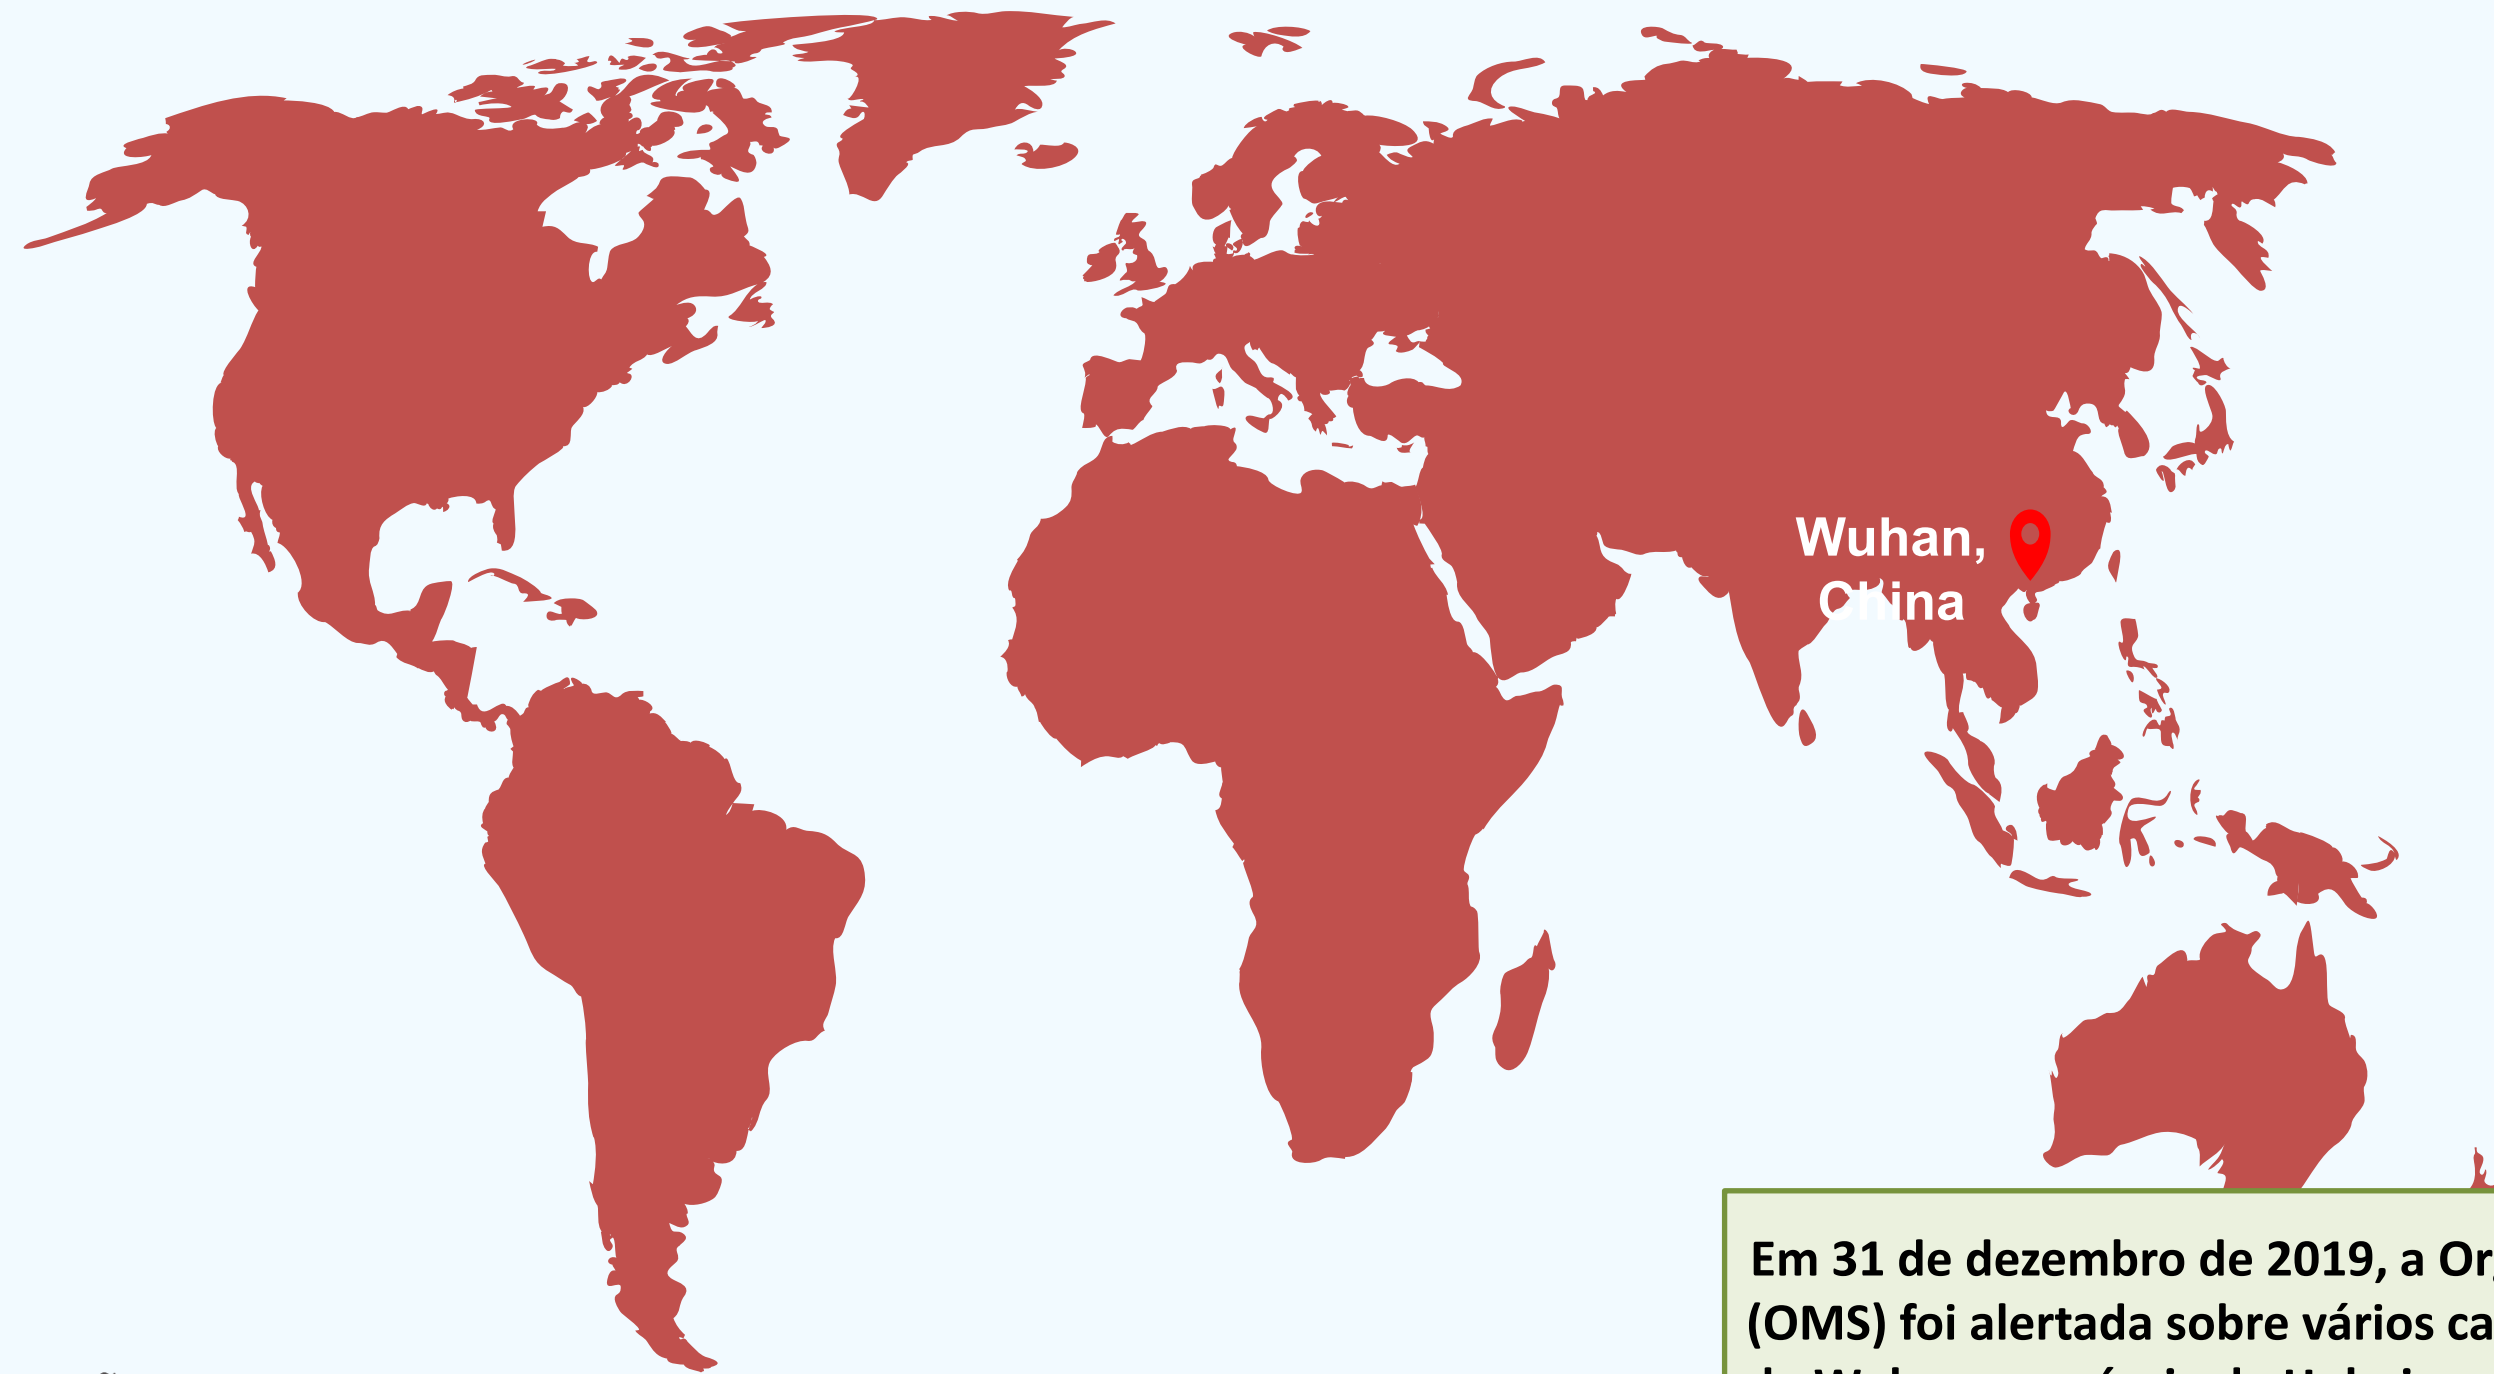 Wuhan,
China
Em 31 de dezembro de 2019, a Or
(OMS) foi alertada sobre vários ca